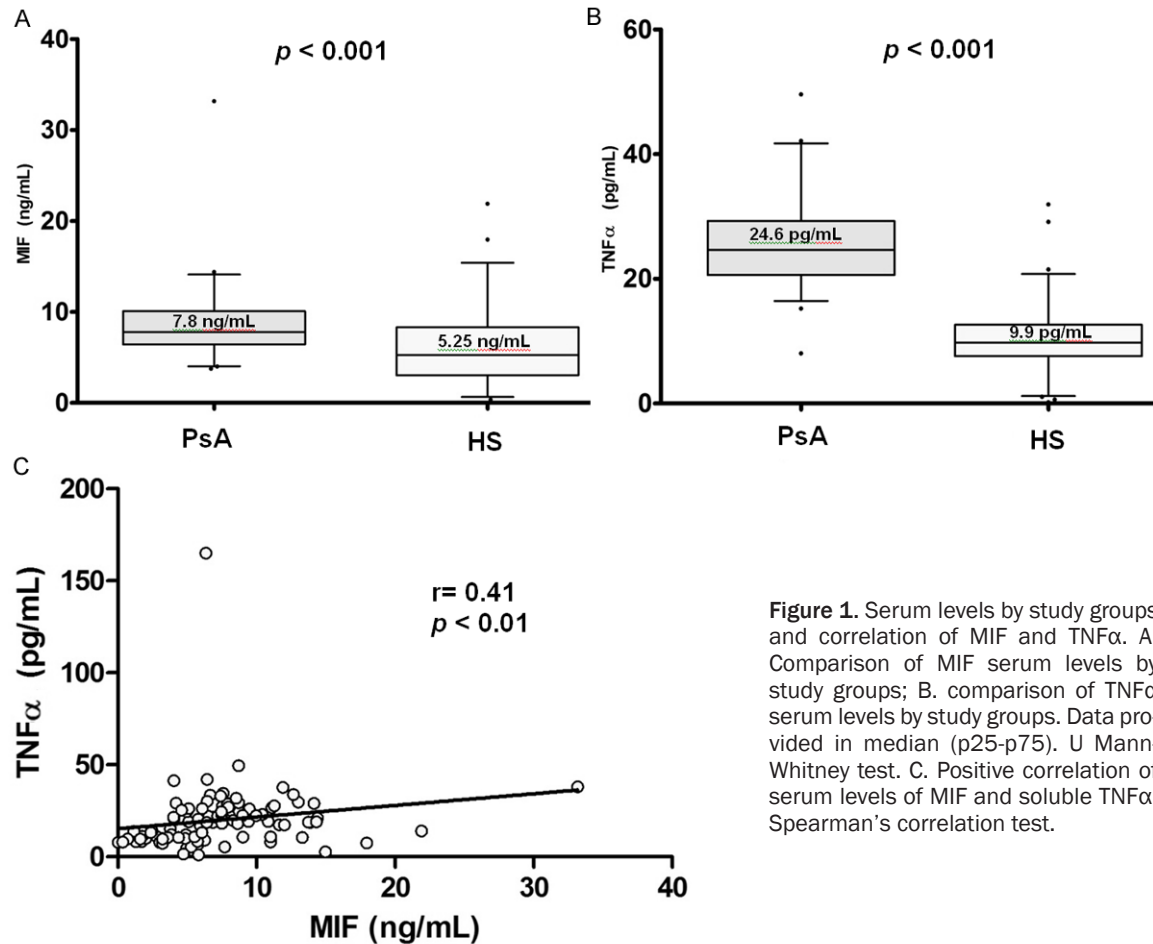 A
40
30
20
10
0
MIF (ng/mL)
p < 0.001
7.8 ng/mL
5.25 ng/mL
PsA
HS
B
60
40
20
0
TNFα (pg/mL)
p < 0.001
24.6 pg/mL
9.9 pg/mL
PsA
HS
C
200
150
100
50
0
TNFα (pg/mL)
r= 0.41
p < 0.01
0
10
20
30
40
MIF (ng/mL)
Figure 1. Serum levels by study groups
and correlation of MIF and TNFα. A.
Comparison of MIF serum levels by
study groups; B. comparison of TNFα
serum levels by study groups. Data pro-
vided in median (p25-p75). U Mann-
Whitney test. C. Positive correlation of
serum levels of MIF and soluble TNFα.
Spearman's correlation test.